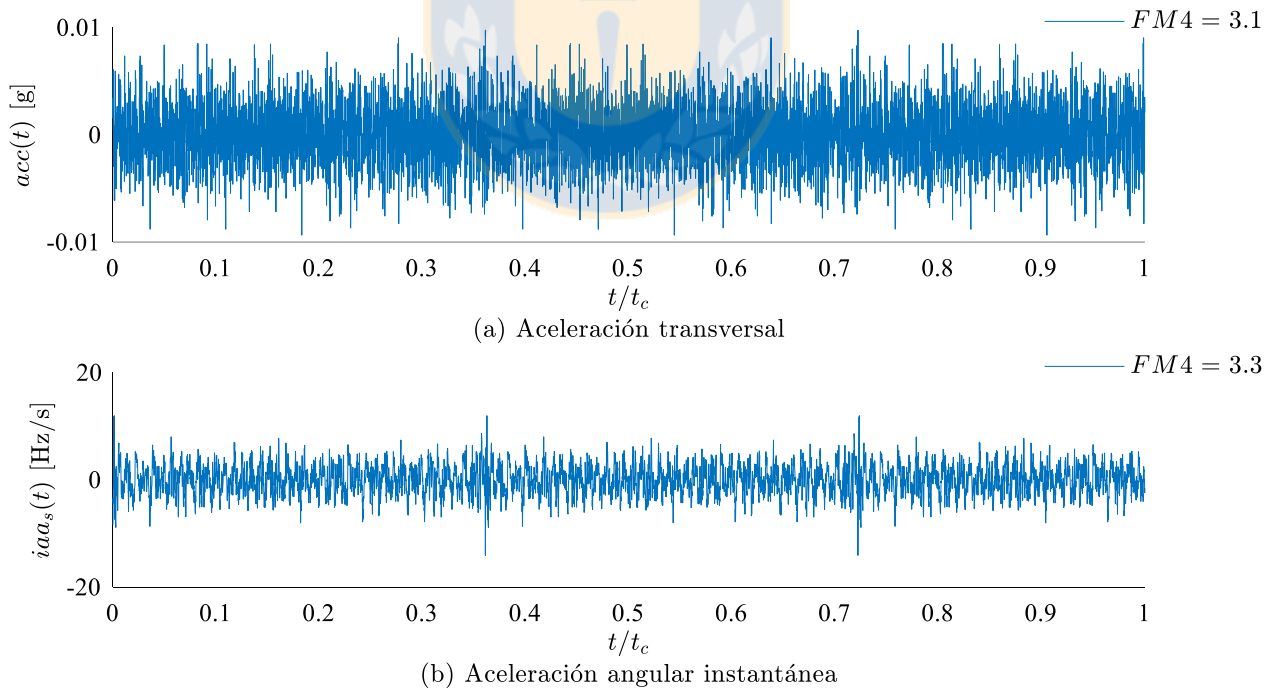 FM4 = 3.1
0.01
0
-0.01
acc(t) [g]
0 0.1 0.2 0.3 0.4 0.5 0.6 0.7 0.8 0.9 1
t/t_c
(a) Aceleración transversal
FM4 = 3.3
20
0
-20
iaa_s(t) [Hz/s]
0 0.1 0.2 0.3 0.4 0.5 0.6 0.7 0.8 0.9 1
t/t_c
(b) Aceleración angular instantánea